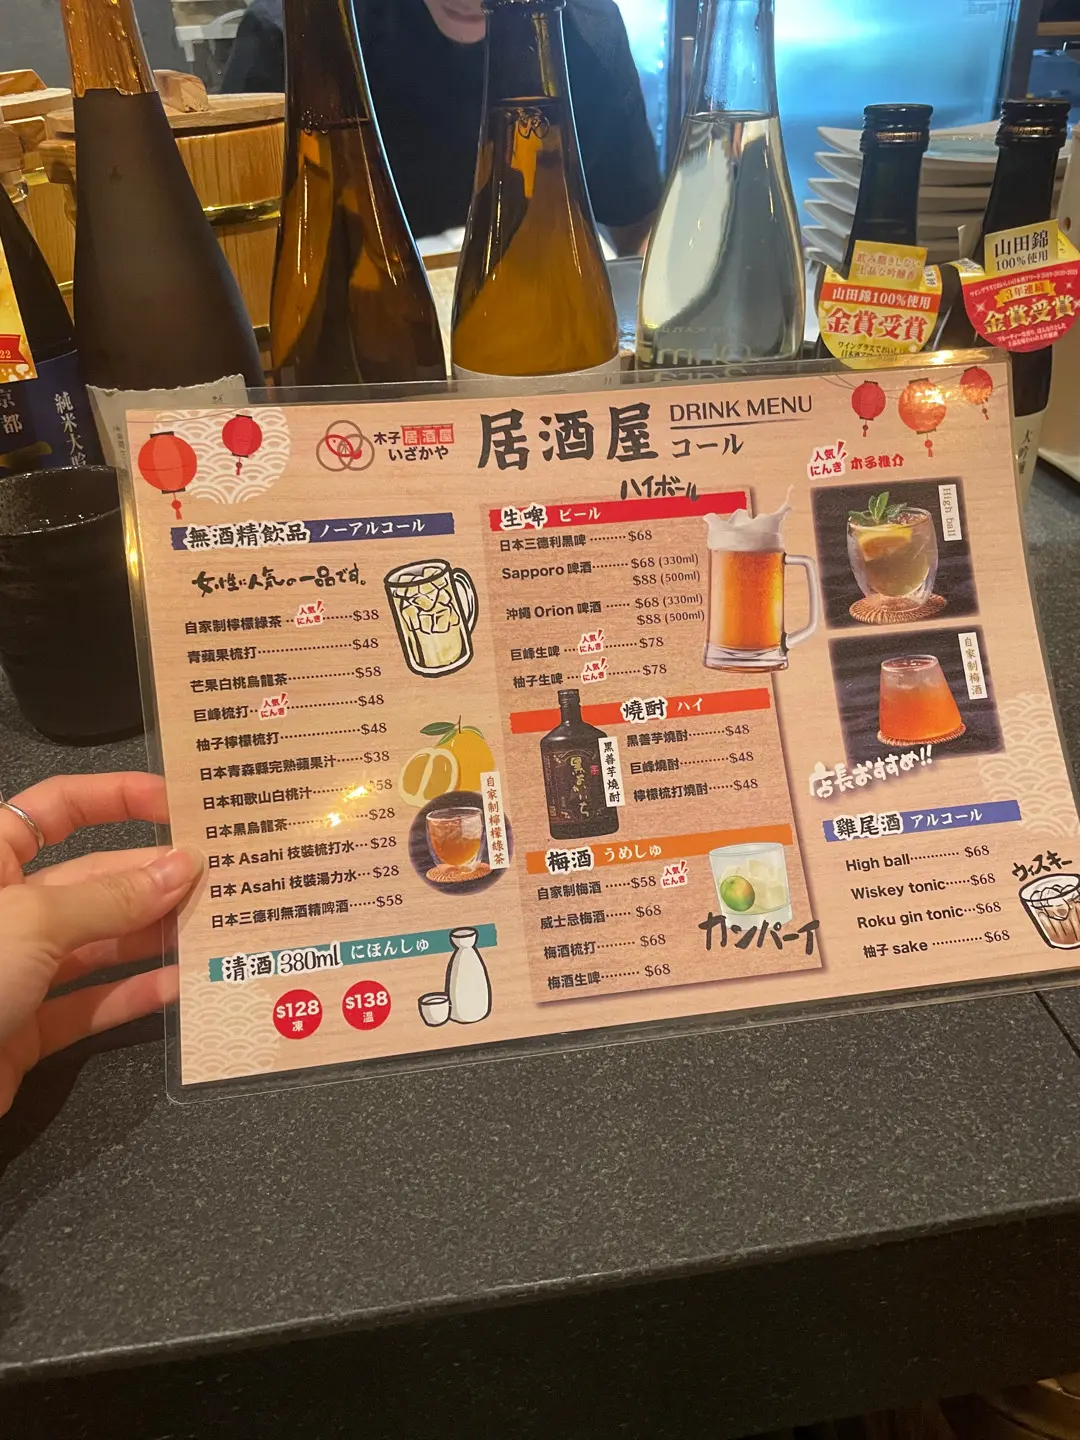 山田錦
100%使用
3年連続
金賞受賞
山田錦100%使用
金賞受賞
純米大吟
京都
22
大吟
木子居酒屋
いざかや
居酒屋
DRINK MENU
コール
無酒精飲品 ノーアルコール
女性に人気の一品です。
自家制檸檬綠茶 ·· 人気にんき! ······$38
青蘋果梳打·················$48
芒果白桃烏龍茶············$58
巨峰梳打·· 人気にんき! ··········$48
柚子檸檬梳打··············$48
日本青森縣完熟蘋果汁···$38
日本和歌山白桃汁·······$58
日本黑烏龍茶·············$28
日本 Asahi 枝裝梳打水···$28
日本 Asahi 枝裝湯力水···$28
日本三德利無酒精啤酒······$58
自家制檸檬綠茶
清酒 380ml にほんしゅ
$128
凍
$138
溫
ハイボール
生啤 ビール
日本三德利黑啤 ·········$68
Sapporo 啤酒·········$68 (330ml)
$88 (500ml)
沖繩 Orion 啤酒 ······$68 (330ml)
$88 (500ml)
巨峰生啤 ··· 人気にんき! ···$78
柚子生啤 ··· 人気にんき! ···$78
燒酎 ハイ
黑善芋燒酎
黑善芋燒酎·········$48
巨峰燒酎···········$48
檸檬梳打燒酎······$48
梅酒 うめしゅ
自家制梅酒 ······$58 人気にんき!
威士忌梅酒······ $68
梅酒梳打········· $68
梅酒生啤········· $68
カンパーイ
人気にんき! 木子推介
High ball
自家制梅酒
店長おすすめ!!
雞尾酒 アルコール
High ball············ $68
Wiskey tonic······$68
Roku gin tonic···$68
柚子 sake ············$68
ウィスキー